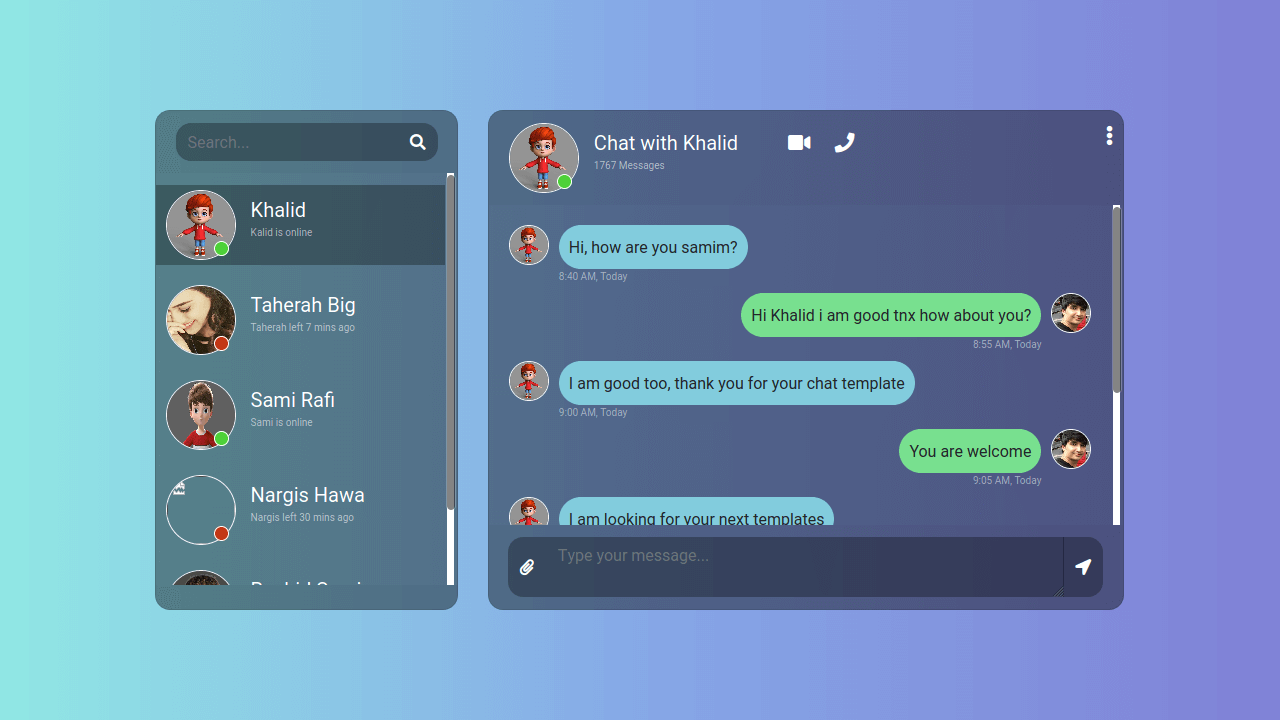 Search...
Khalid
Kalid is online
Taherah Big
Taherah left 7 mins ago
Sami Rafi
Sami is online
Nargis Hawa
Nargis left 30 mins ago
Chat with Khalid
1767 Messages
Hi, how are you samim?
8:40 AM, Today
Hi Khalid i am good tnx how about you?
8:55 AM, Today
I am good too, thank you for your chat template
9:00 AM, Today
You are welcome
9:05 AM, Today
I am looking for your next templates
Type your message...